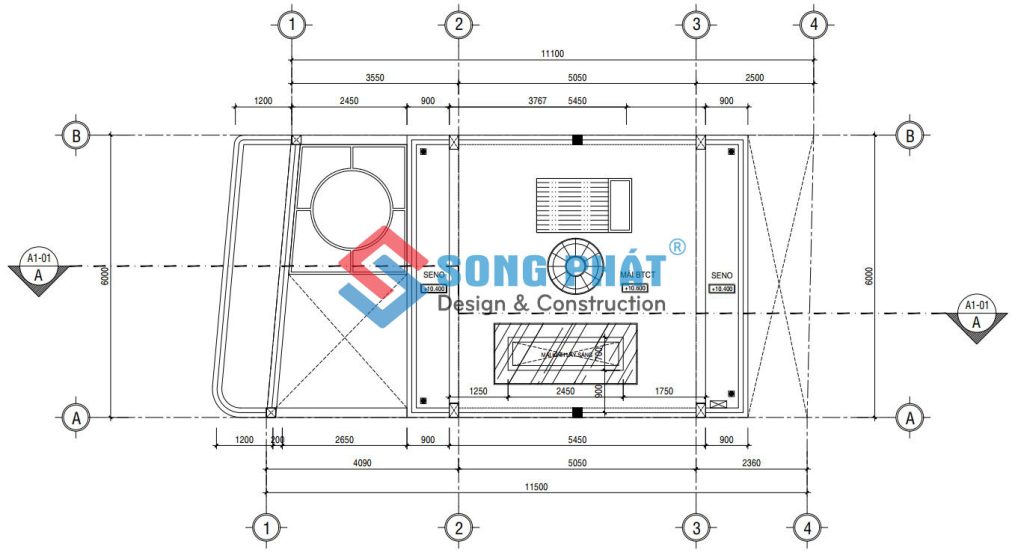 1 2 3 4
11100
3550 5050 2500
1200 2450 900 3767 5450 900
B B
A1-01
A
6000
SENO
+10.400
MÁI BTCT
+10.800
SENO
+10.400
6000
SONG PHÁT ®
Design & Construction
A1-01
A
700
1250 2450 1750
900
A A
1200 200 2650 900 5450 900
4090 5050 2360
11500
1 2 3 4